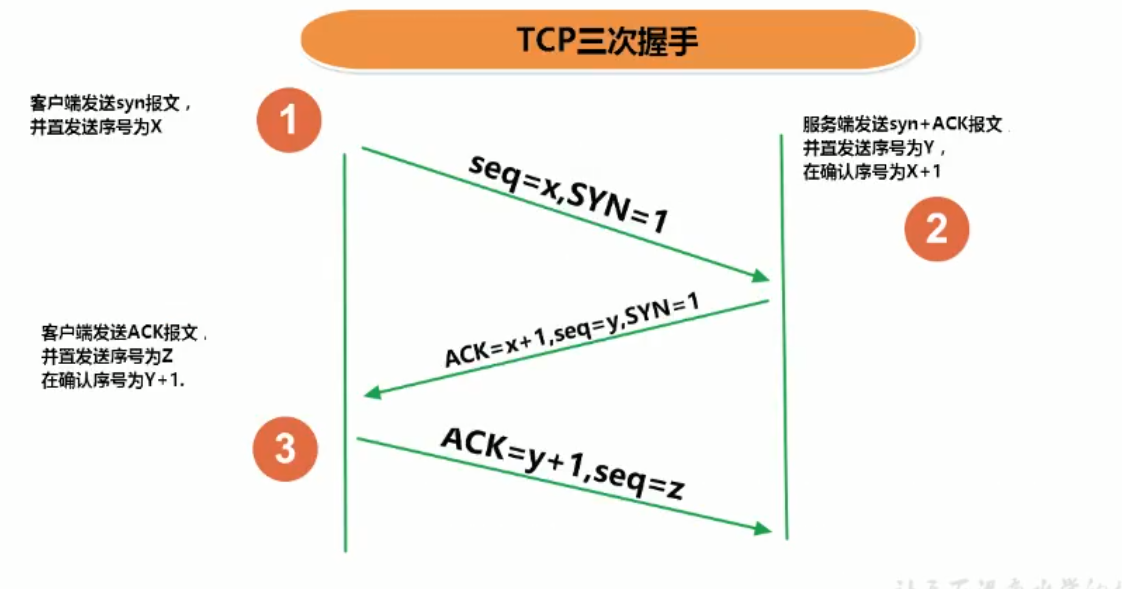 TCP三次握手
客户端发送syn报文，
并置发送序号为X
1
服务端发送syn+ACK报文
并置发送序号为Y，
在确认序号为X+1
2
seq=x,SYN=1
ACK=x+1,seq=y,SYN=1
客户端发送ACK报文，
并置发送序号为Z
在确认序号为Y+1.
3
ACK=y+1,seq=z